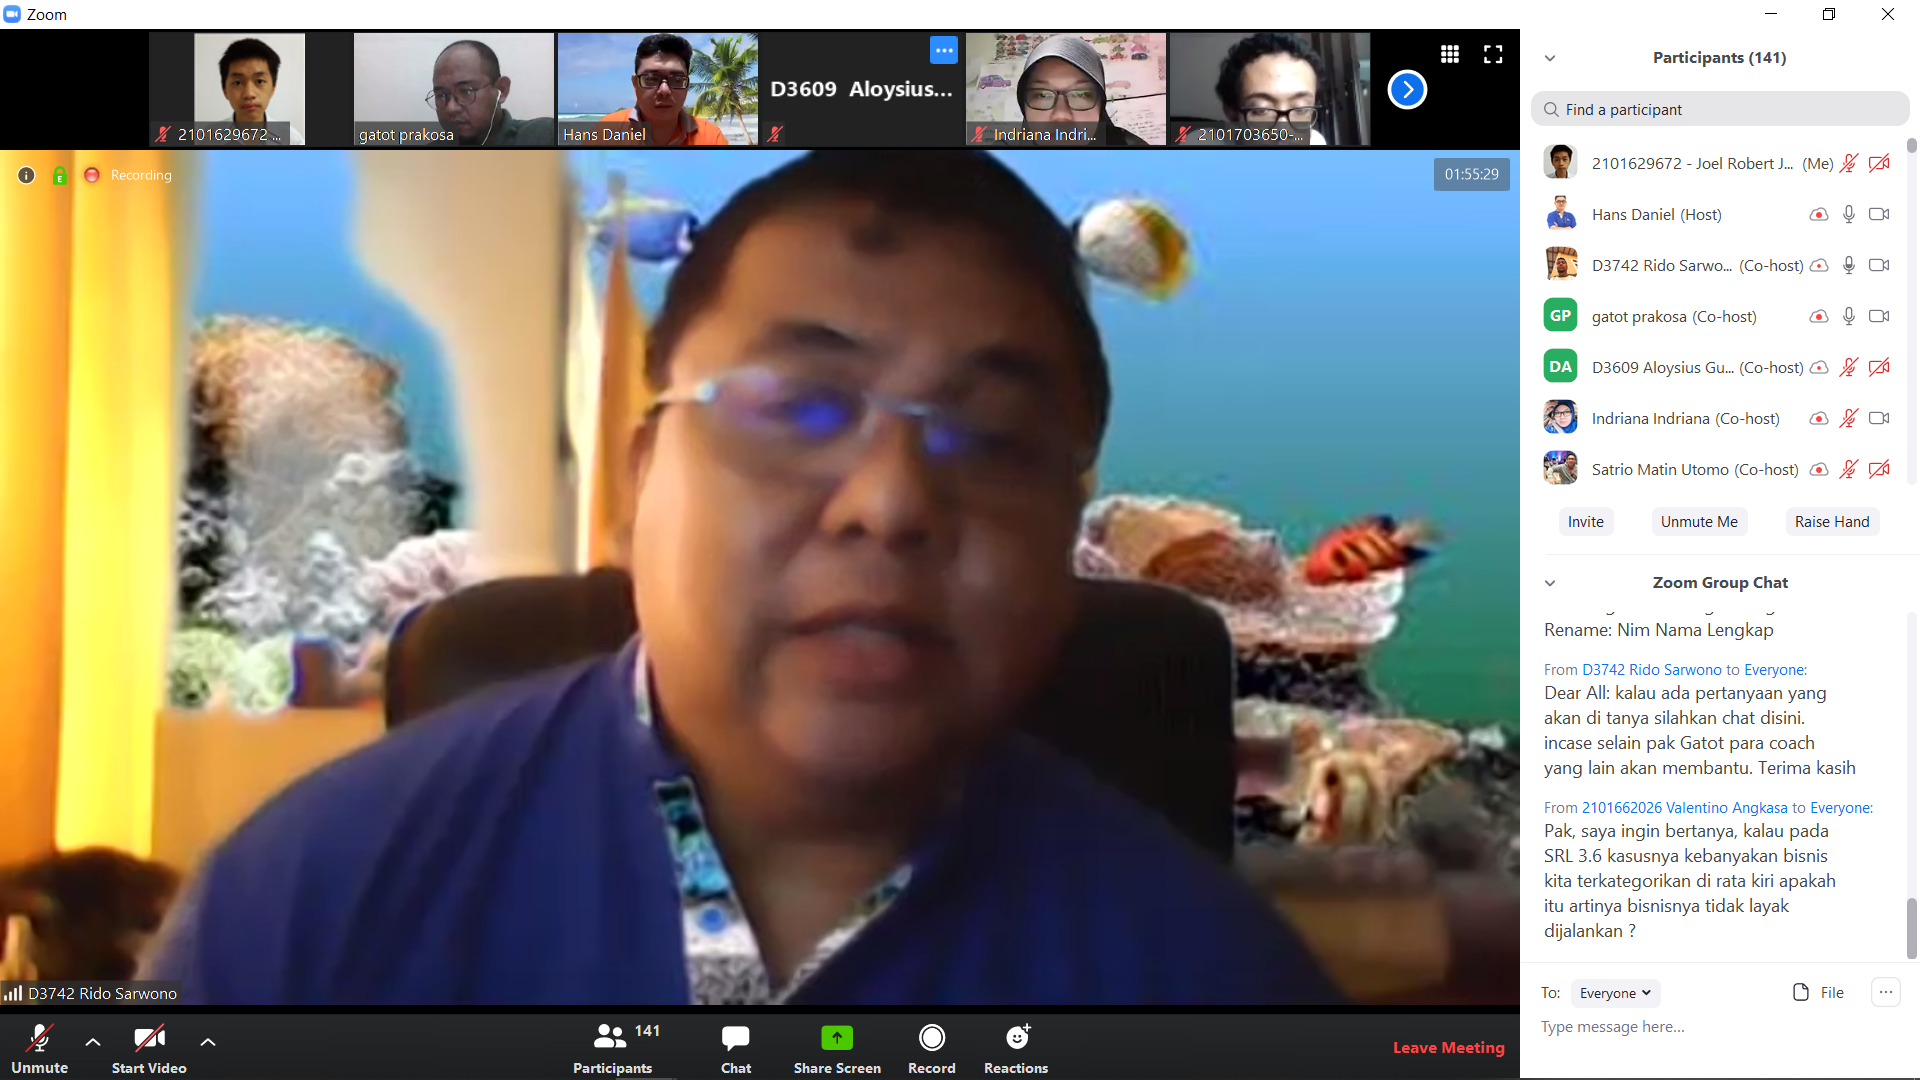 Zoom
2101629672 ...
gatot prakosa
Hans Daniel
D3609 Aloysius...
Indriana Indri...
2101703650-...
Recording
01:55:29
D3742 Rido Sarwono
Unmute
Start Video
141
Participants
Chat
Share Screen
Record
Reactions
Leave Meeting
Participants (141)
Find a participant
2101629672 - Joel Robert J... (Me)
Hans Daniel (Host)
D3742 Rido Sarwo... (Co-host)
GP
gatot prakosa (Co-host)
DA
D3609 Aloysius Gu... (Co-host)
Indriana Indriana (Co-host)
Satrio Matin Utomo (Co-host)
Invite
Unmute Me
Raise Hand
Zoom Group Chat
Rename: Nim Nama Lengkap
From D3742 Rido Sarwono to Everyone:
Dear All: kalau ada pertanyaan yang
akan di tanya silahkan chat disini.
incase selain pak Gatot para coach
yang lain akan membantu. Terima kasih
From 2101662026 Valentino Angkasa to Everyone:
Pak, saya ingin bertanya, kalau pada
SRL 3.6 kasusnya kebanyakan bisnis
kita terkategorikan di rata kiri apakah
itu artinya bisnisnya tidak layak
dijalankan ?
To: Everyone
File
Type message here...